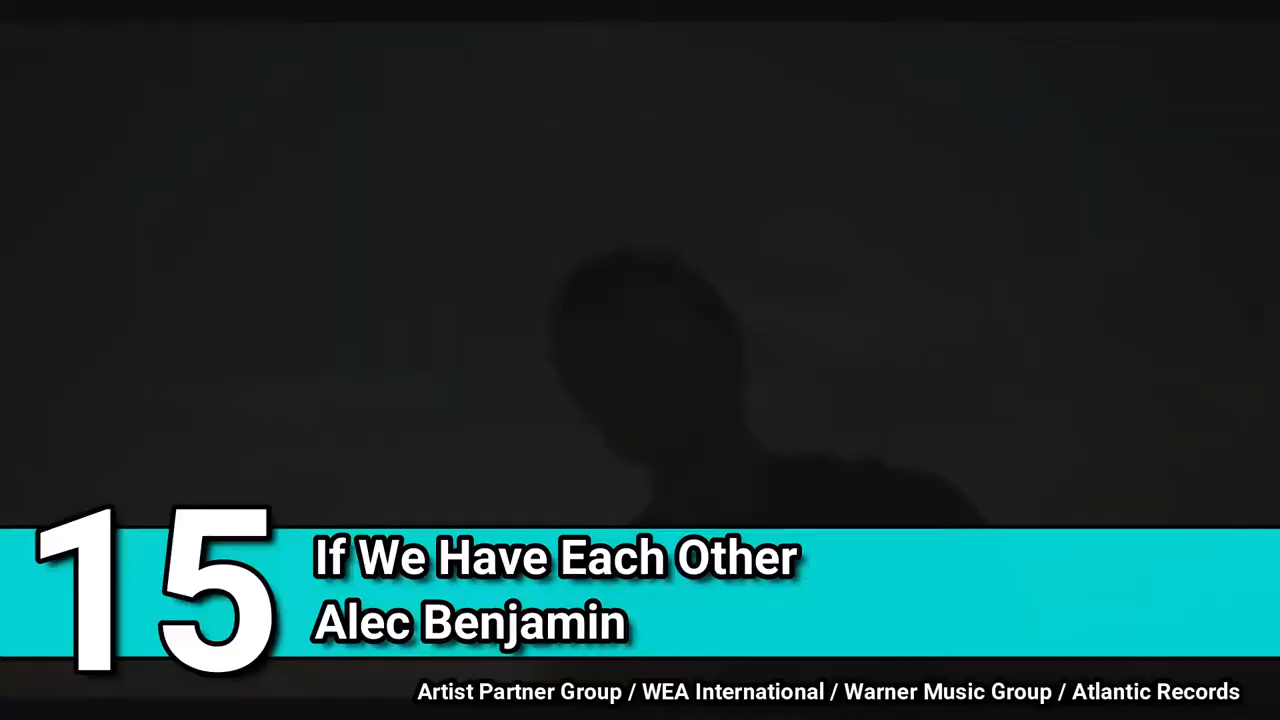 15
If We Have Each Other
Alec Benjamin
Artist Partner Group / WEA International / Warner Music Group / Atlantic Records